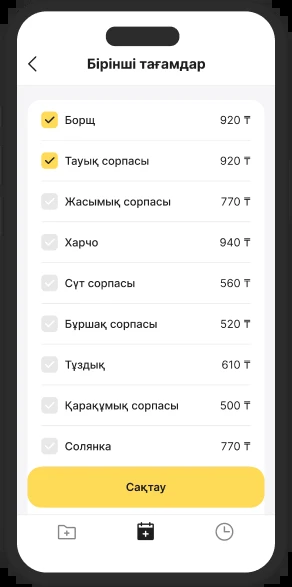 Бірінші тағамдар
Борщ 920 ₸
Тауық сорпасы 920 ₸
Жасымық сорпасы 770 ₸
Харчо 940 ₸
Сүт сорпасы 560 ₸
Бұршақ сорпасы 520 ₸
Тұздық 610 ₸
Қарақұмық сорпасы 500 ₸
Солянка 770 ₸
Сақтау